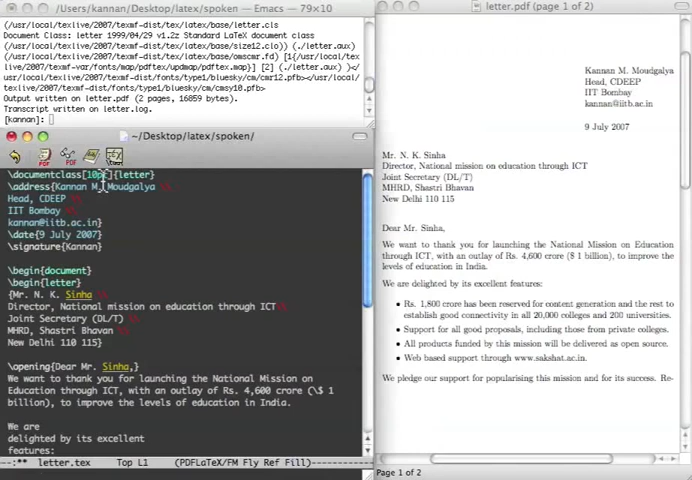 /usr/local/texlive/2007/bin/i386-darwin/kannan — Emacs — 79×10
(/usr/local/texlive/2007/texmf-dist/tex/latex/base/letter.cls
Document Class: letter 1999/04/29 v1.2z Standard LaTeX document class
(/usr/local/texlive/2007/texmf-dist/tex/latex/base/size12.clo)) (./letter.aux)
(/usr/local/texlive/2007/texmf-dist/tex/latex/base/omscmr.fd) [1{/usr/local/tex
live/2007/texmf-var/fonts/map/pdftex/updmap/pdftex.map}] [2] (./letter.aux) )</
usr/local/texlive/2007/texmf-dist/fonts/type1/bluesky/cm/cmr12.pfb></usr/local/
texlive/2007/texmf-dist/fonts/type1/bluesky/cm/cmsy10.pfb>
Output written on letter.pdf (2 pages, 16859 bytes).
Transcript written on letter.log.
[kannan]:
~/Desktop/latex/spoken/
\documentclass[10pt]{letter}
\address{Kannan M. Moudgalya \\
Head, CDEEP \\
IIT Bombay \\
kannan@iitb.ac.in}
\date{9 July 2007}
\signature{Kannan}
\begin{document}
\begin{letter}
{Mr. N. K. Sinha \\
Director, National mission on education through ICT\\
Joint Secretary (DL/T) \\
MHRD, Shastri Bhavan \\
New Delhi 110 115}
\opening{Dear Mr. Sinha,}
We want to thank you for launching the National Mission on
Education through ICT, with an outlay of Rs. 4,600 crore (\$ 1
billion), to improve the levels of education in India.
We are
delighted by its excellent
features:
--:** letter.tex Top L1 (PDFLaTeX/FM Fly Ref Fill)
letter.pdf (page 1 of 2)
Kannan M. Moudgalya
Head, CDEEP
IIT Bombay
kannan@iitb.ac.in
9 July 2007
Mr. N. K. Sinha
Director, National mission on education through ICT
Joint Secretary (DL/T)
MHRD, Shastri Bhavan
New Delhi 110 115
Dear Mr. Sinha,
We want to thank you for launching the National Mission on Education
through ICT, with an outlay of Rs. 4,600 crore ($ 1 billion), to improve the
levels of education in India.
We are delighted by its excellent features:
• Rs. 1,800 crore has been reserved for content generation and the rest to
establish good connectivity in all 20,000 colleges and 200 universities.
• Support for all good proposals, including those from private colleges.
• All products funded by this mission will be delivered as open source.
• Web based support through www.sakshat.ac.in.
We pledge our support for popularising this mission and for its success. Re-
Page 1 of 2